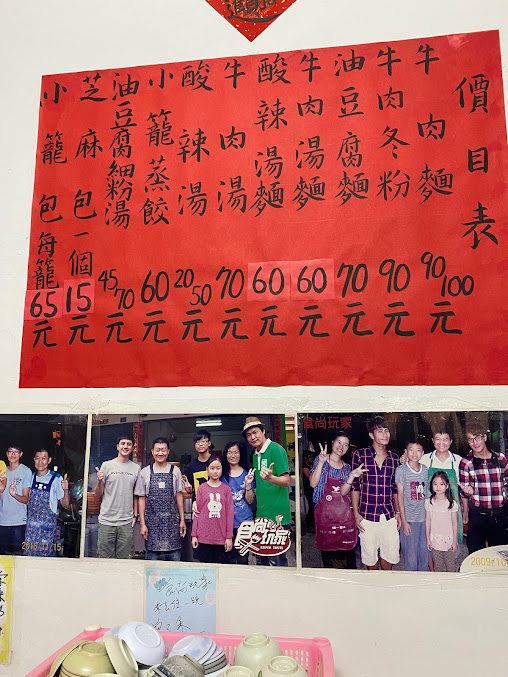 價目表
牛肉麵 90 100元
牛肉冬粉 90元
油豆腐麵 70元
牛肉湯麵 60元
酸辣湯麵 60元
牛肉湯 70元
酸辣湯 20 50元
小籠蒸餃 60元
油豆腐細粉湯 45 70元
芝麻包一個 15元
小籠包每籠 65元
食尚玩家
SUPER TASTE
食尚玩家